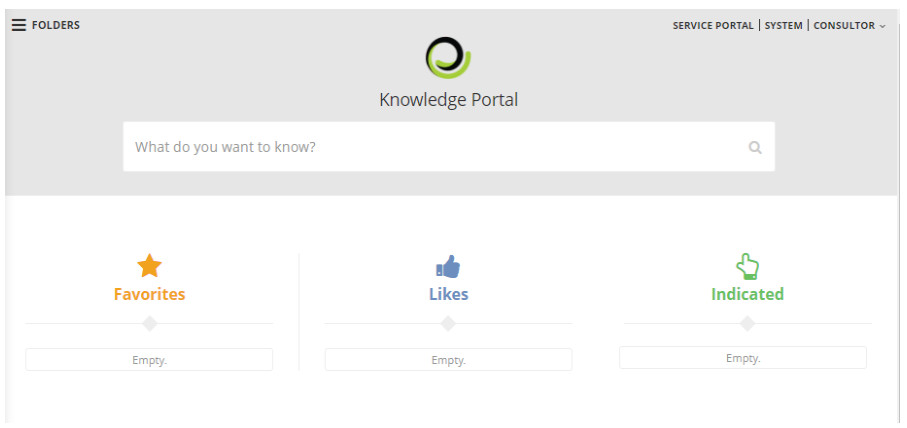 FOLDERS
SERVICE PORTAL | SYSTEM | CONSULTOR
Knowledge Portal
What do you want to know?
Favorites
Likes
Indicated
Empty.
Empty.
Empty.